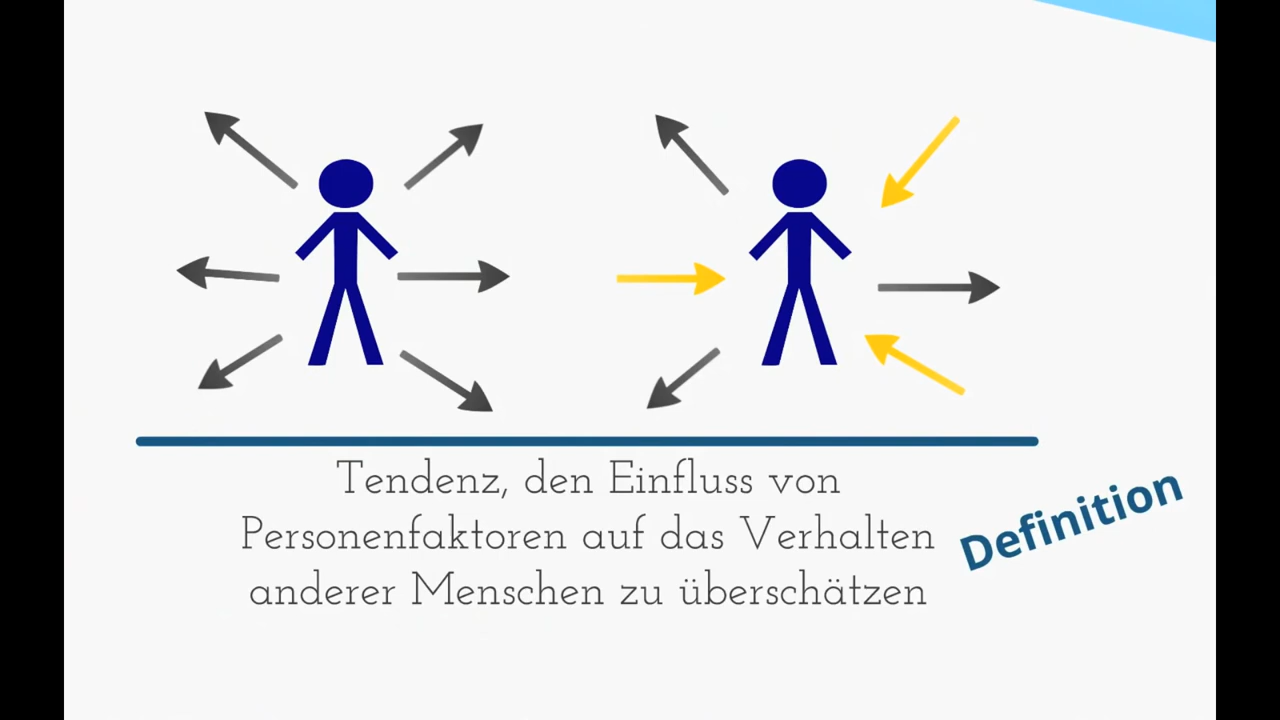 Tendenz, den Einfluss von
Personenfaktoren auf das Verhalten
anderer Menschen zu überschätzen
Definition